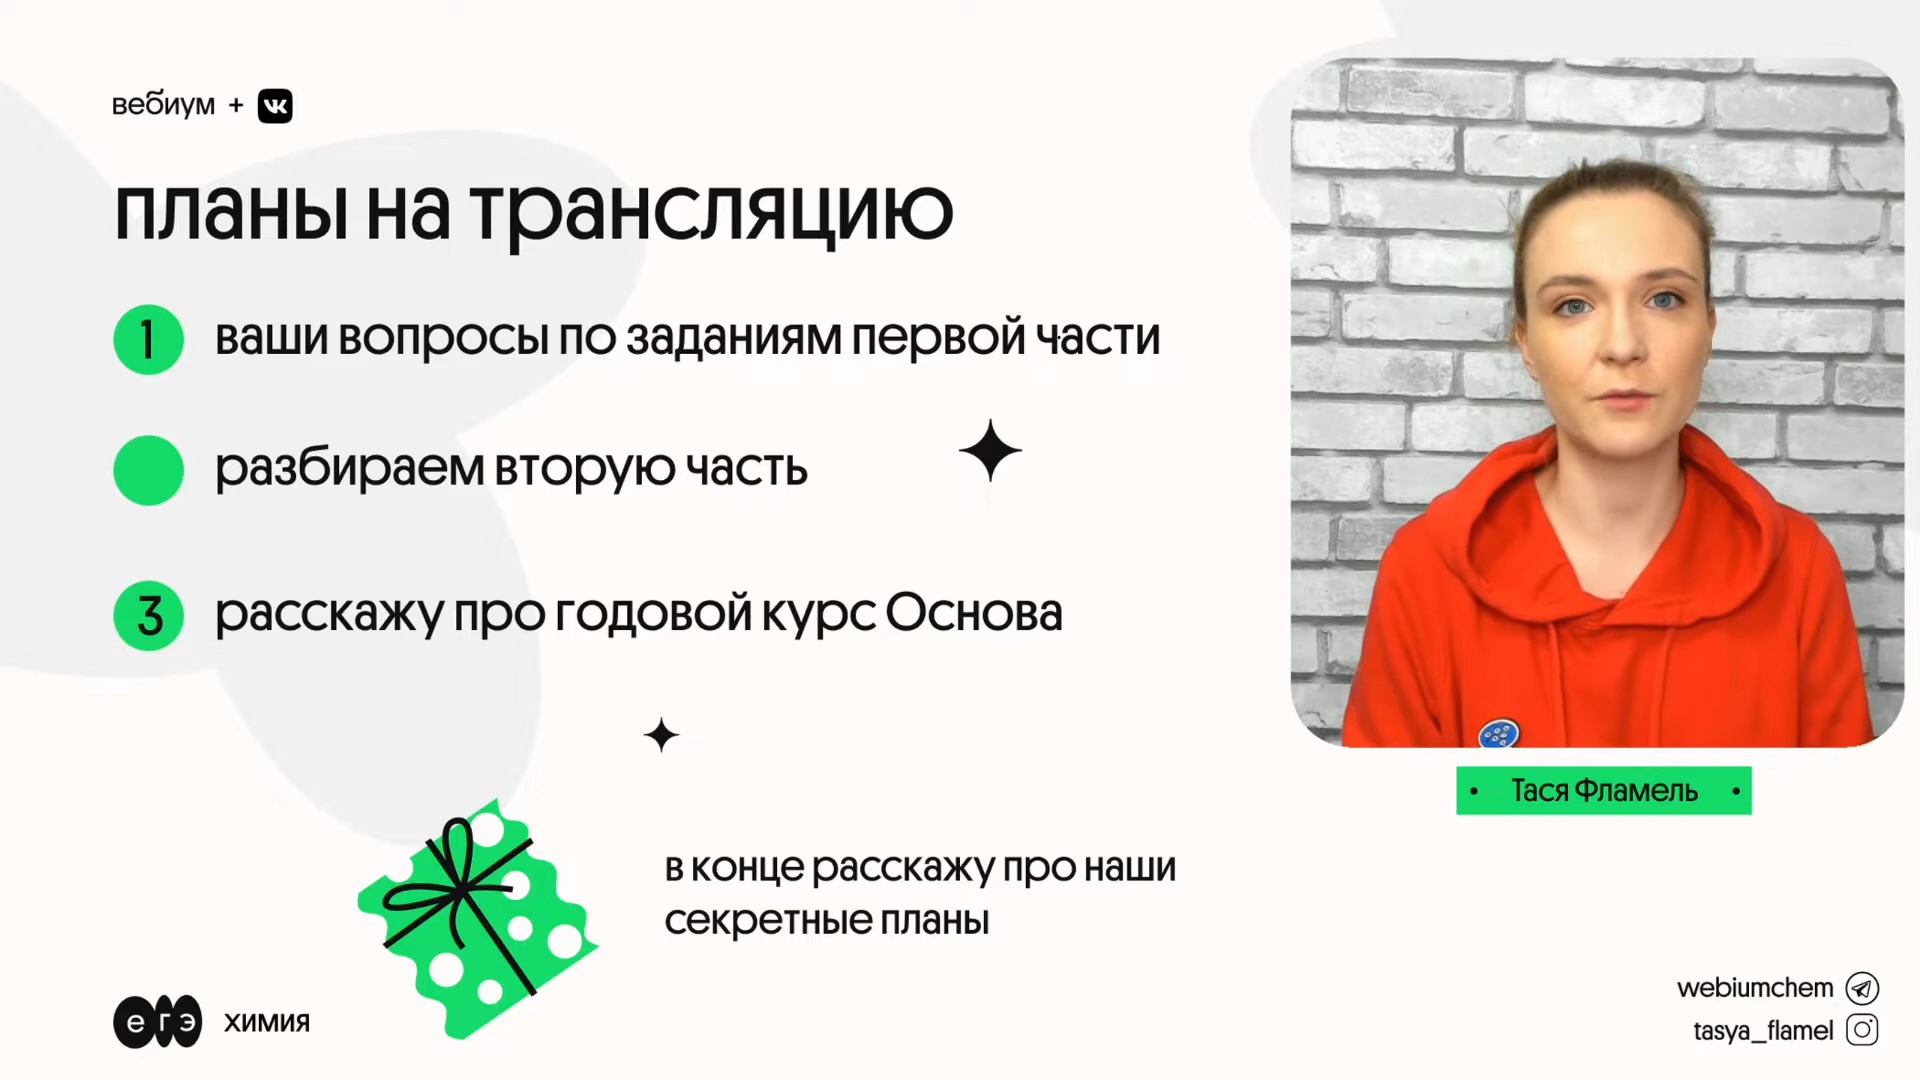 вебиум +
планы на трансляцию
1 ваши вопросы по заданиям первой части
разбираем вторую часть
3 расскажу про годовой курс Основа
в конце расскажу про наши
секретные планы
егэ химия
• Тася Фламель •
webiumchem
tasya_flamel